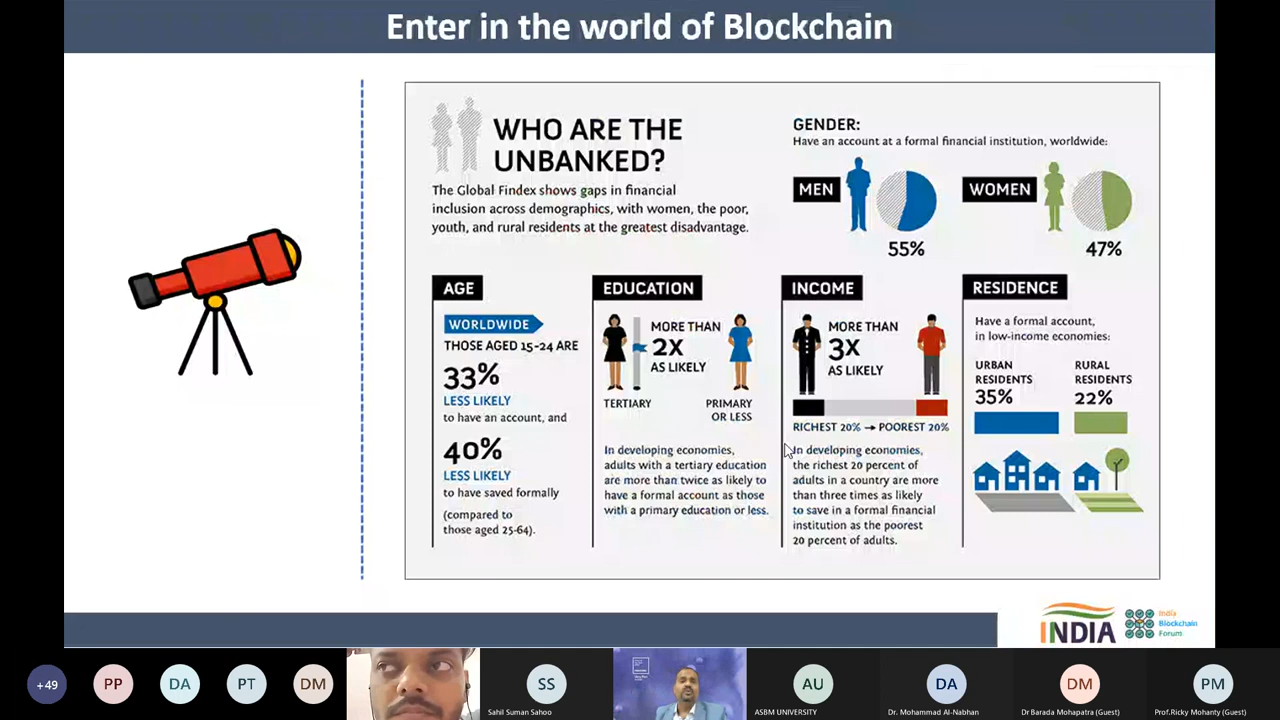 Enter in the world of Blockchain
WHO ARE THE
UNBANKED?
The Global Findex shows gaps in financial
inclusion across demographics, with women, the poor,
youth, and rural residents at the greatest disadvantage.
GENDER:
Have an account at a formal financial institution, worldwide:
MEN
55%
WOMEN
47%
AGE
WORLDWIDE
THOSE AGED 15-24 ARE
33%
LESS LIKELY
to have an account, and
40%
LESS LIKELY
to have saved formally
(compared to
those aged 25-64).
EDUCATION
MORE THAN
2X
AS LIKELY
TERTIARY
PRIMARY
OR LESS
In developing economies,
adults with a tertiary education
are more than twice as likely to
have a formal account as those
with a primary education or less.
INCOME
MORE THAN
3X
AS LIKELY
RICHEST 20% → POOREST 20%
In developing economies,
the richest 20 percent of
adults in a country are more
than three times as likely
to save in a formal financial
institution as the poorest
20 percent of adults.
RESIDENCE
Have a formal account,
in low-income economies:
URBAN
RESIDENTS
35%
RURAL
RESIDENTS
22%
INDIA
India
Blockchain
Forum
+49
PP
DA
PT
DM
SS
Sahil Suman Sahoo
AU
ASBM UNIVERSITY
DA
Dr. Mohammad Al-Nabhan
DM
Dr Barada Mohapatra (Guest)
PM
Prof.Ricky Mohanty (Guest)